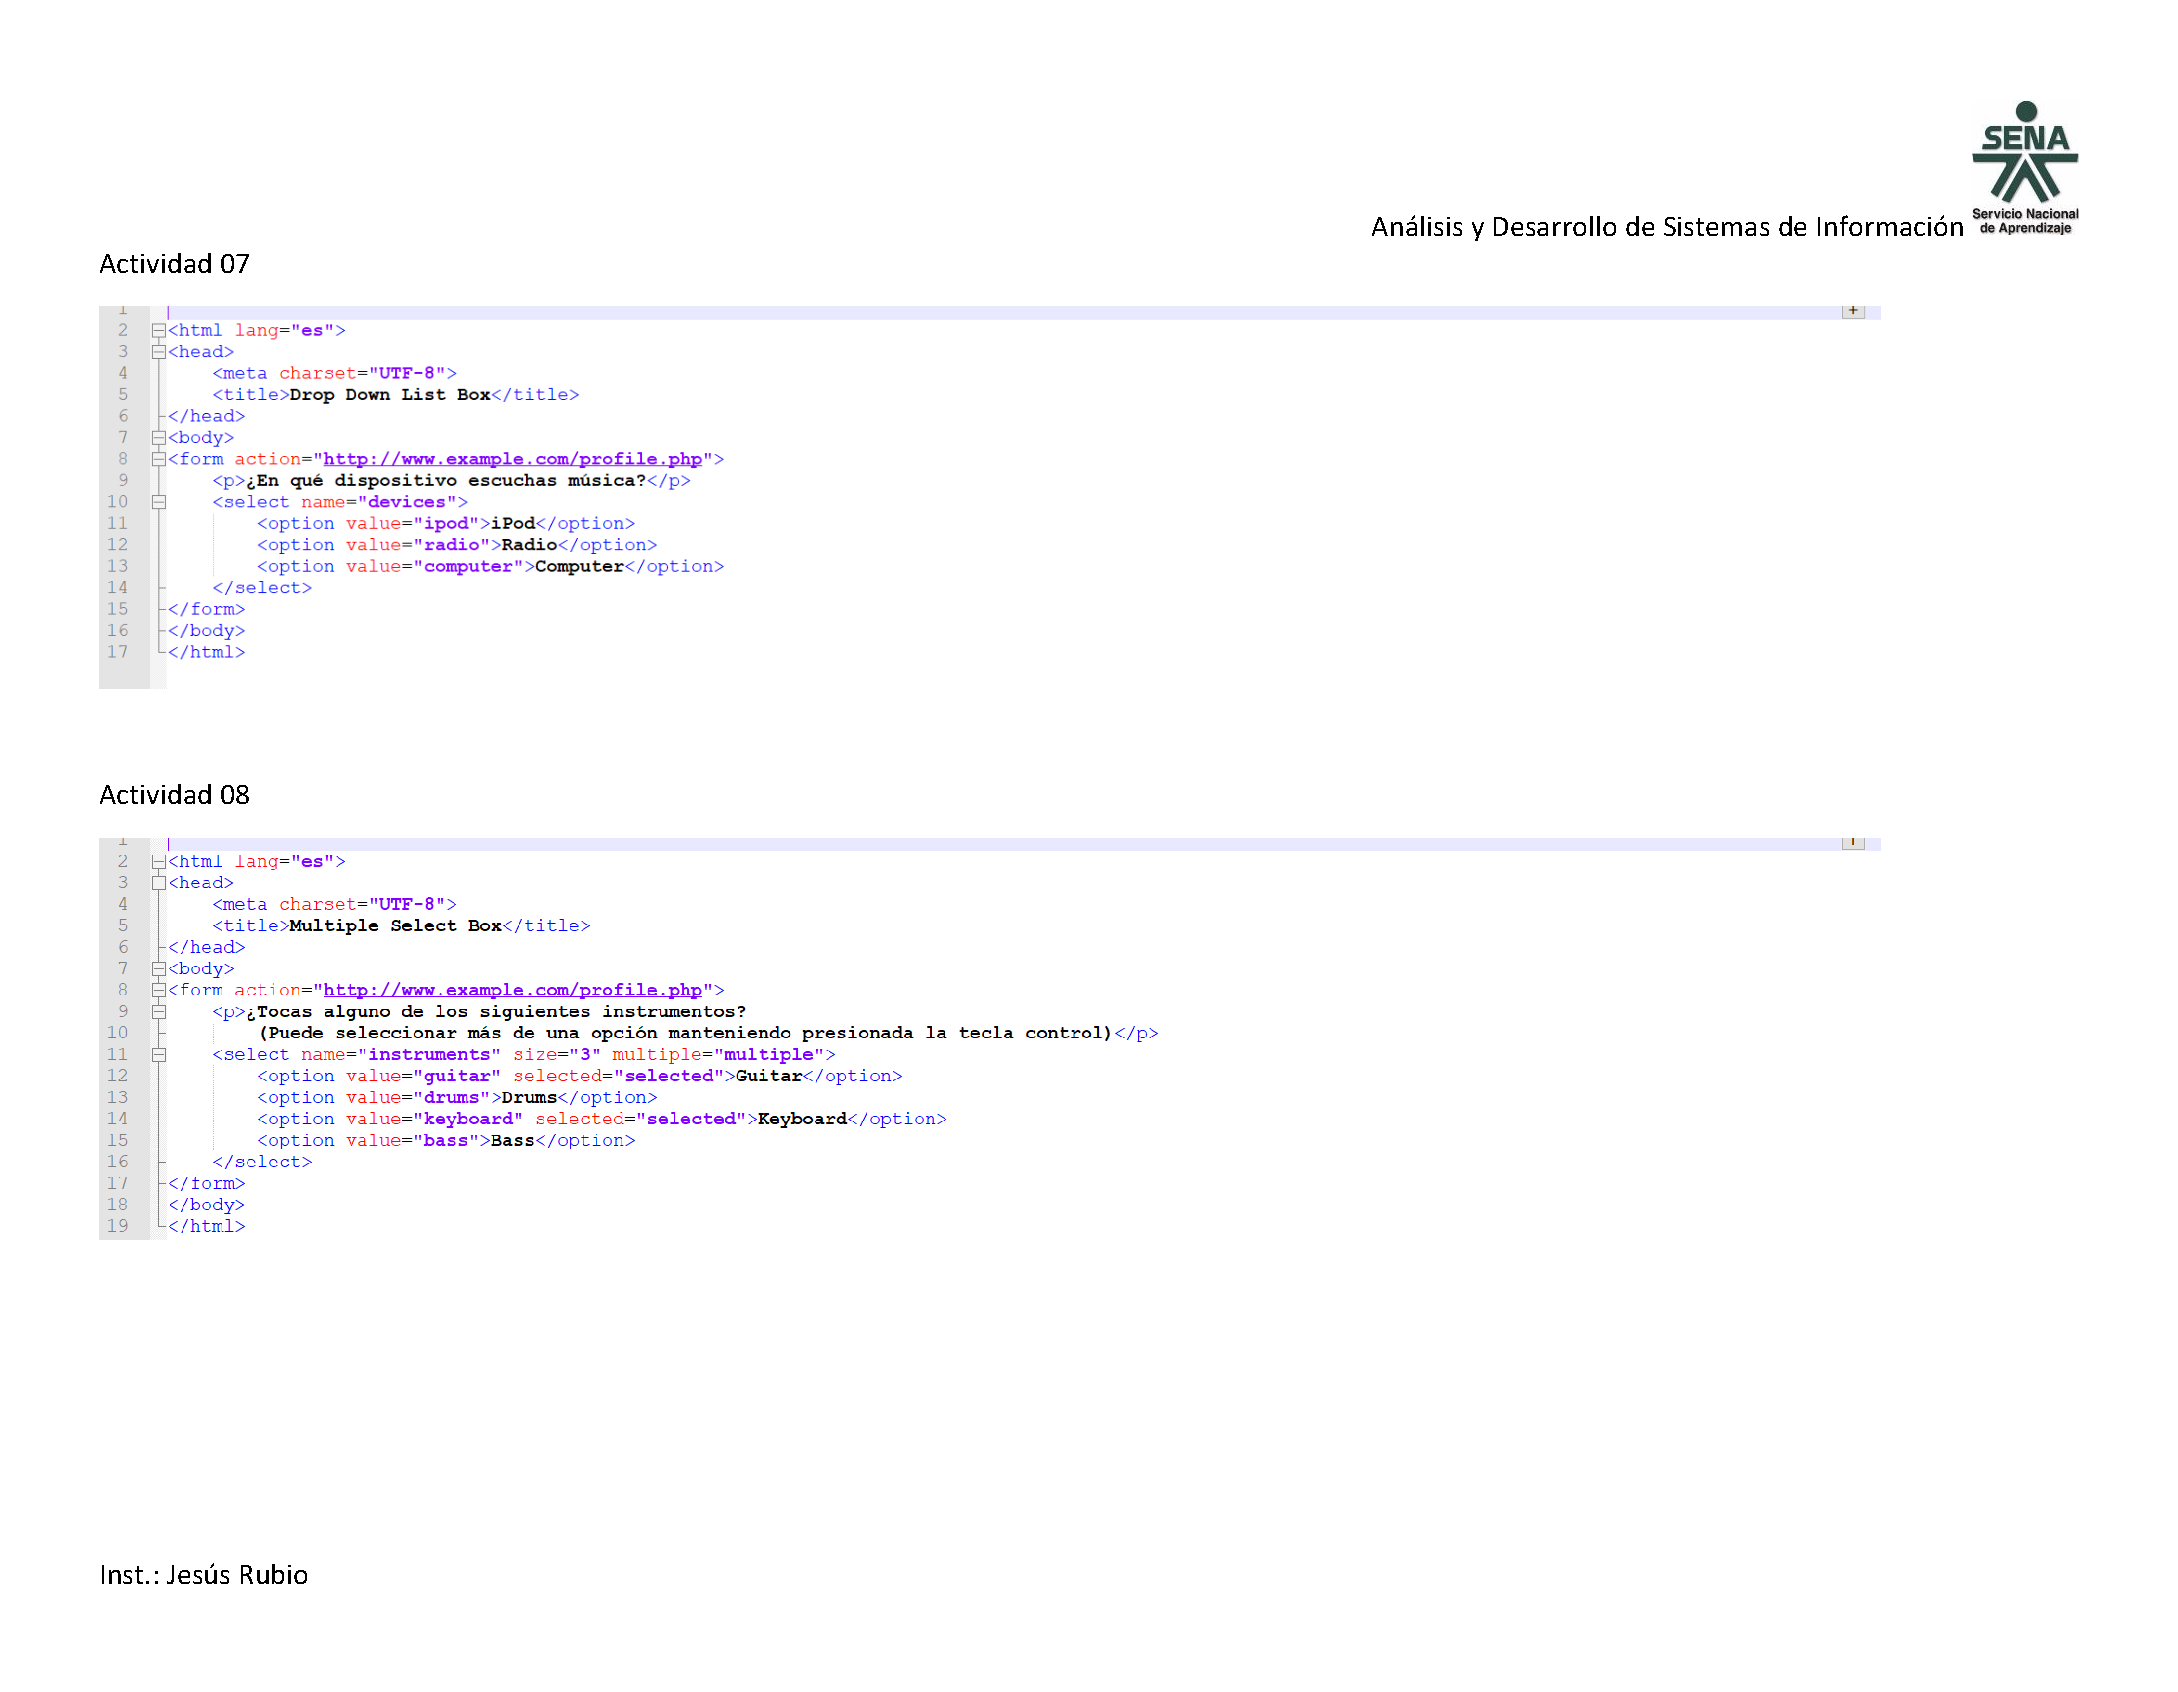 SENA
Servicio Nacional
de Aprendizaje
Análisis y Desarrollo de Sistemas de Información
Actividad 07
1
2 <html lang="es">
3 <head>
4     <meta charset="UTF-8">
5     <title>Drop Down List Box</title>
6 </head>
7 <body>
8 <form action="http://www.example.com/profile.php">
9     <p>¿En qué dispositivo escuchas música?</p>
10     <select name="devices">
11         <option value="ipod">iPod</option>
12         <option value="radio">Radio</option>
13         <option value="computer">Computer</option>
14     </select>
15 </form>
16 </body>
17 </html>
Actividad 08
1
2 <html lang="es">
3 <head>
4     <meta charset="UTF-8">
5     <title>Multiple Select Box</title>
6 </head>
7 <body>
8 <form action="http://www.example.com/profile.php">
9     <p>¿Tocas alguno de los siguientes instrumentos?
10         (Puede seleccionar más de una opción manteniendo presionada la tecla control)</p>
11     <select name="instruments" size="3" multiple="multiple">
12         <option value="guitar" selected="selected">Guitar</option>
13         <option value="drums">Drums</option>
14         <option value="keyboard" selected="selected">Keyboard</option>
15         <option value="bass">Bass</option>
16     </select>
17 </form>
18 </body>
19 </html>
Inst.: Jesús Rubio